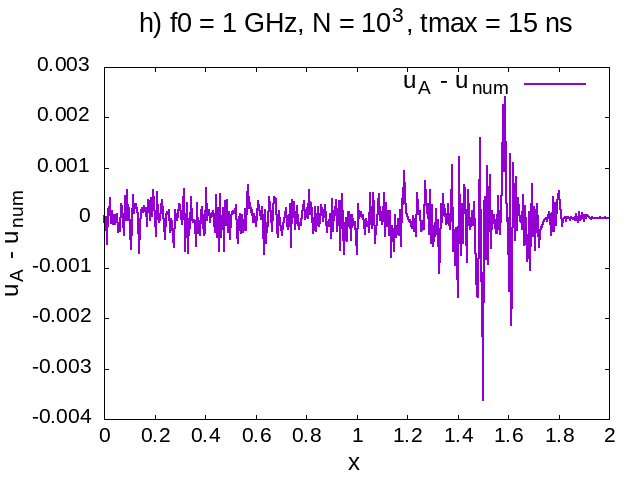 h) f0 = 1 GHz, N = 10³, tmax = 15 ns
0.003
u_A - u_num
0.002
0.001
0
-0.001
-0.002
-0.003
-0.004
u_A - u_num
0 0.2 0.4 0.6 0.8 1 1.2 1.4 1.6 1.8 2
x